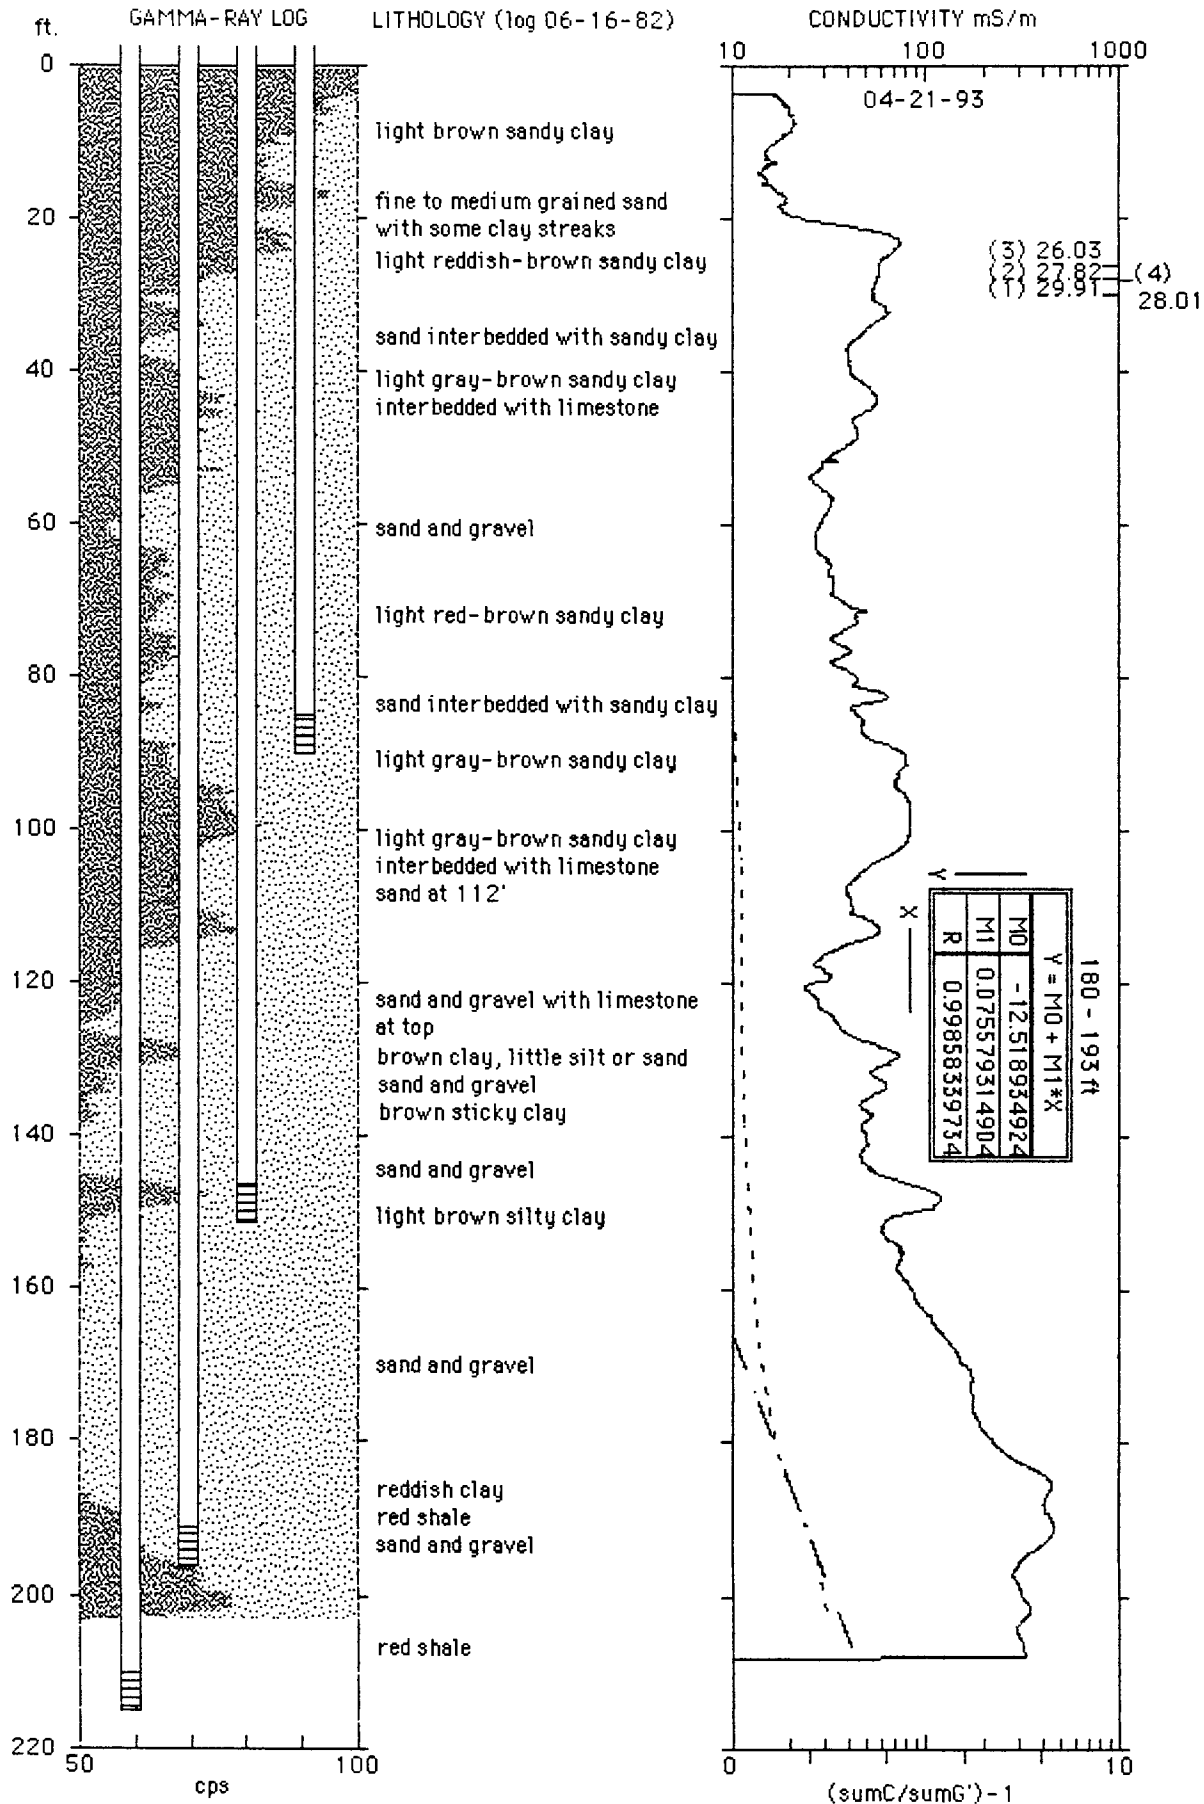 GAMMA-RAY LOG
LITHOLOGY (log 06-16-82)
CONDUCTIVITY mS/m
ft.
10
100
1000
04-21-93
0
20
40
60
80
100
120
140
160
180
200
220
light brown sandy clay
fine to medium grained sand
with some clay streaks
light reddish-brown sandy clay
sand interbedded with sandy clay
light gray-brown sandy clay
interbedded with limestone
sand and gravel
light red-brown sandy clay
sand interbedded with sandy clay
light gray-brown sandy clay
light gray-brown sandy clay
interbedded with limestone
sand at 112'
sand and gravel with limestone
at top
brown clay, little silt or sand
sand and gravel
brown sticky clay
sand and gravel
light brown silty clay
sand and gravel
reddish clay
red shale
sand and gravel
red shale
(3) 26.03
(2) 27.82
(4)
(1) 29.91
28.01
180 - 193ft
Y = M0 + M1*X
M0 -12.518934924
M1 0.075579314904
R 0.99858339734
Y
X
50
100
cps
0
10
(sumC/sumG')-1